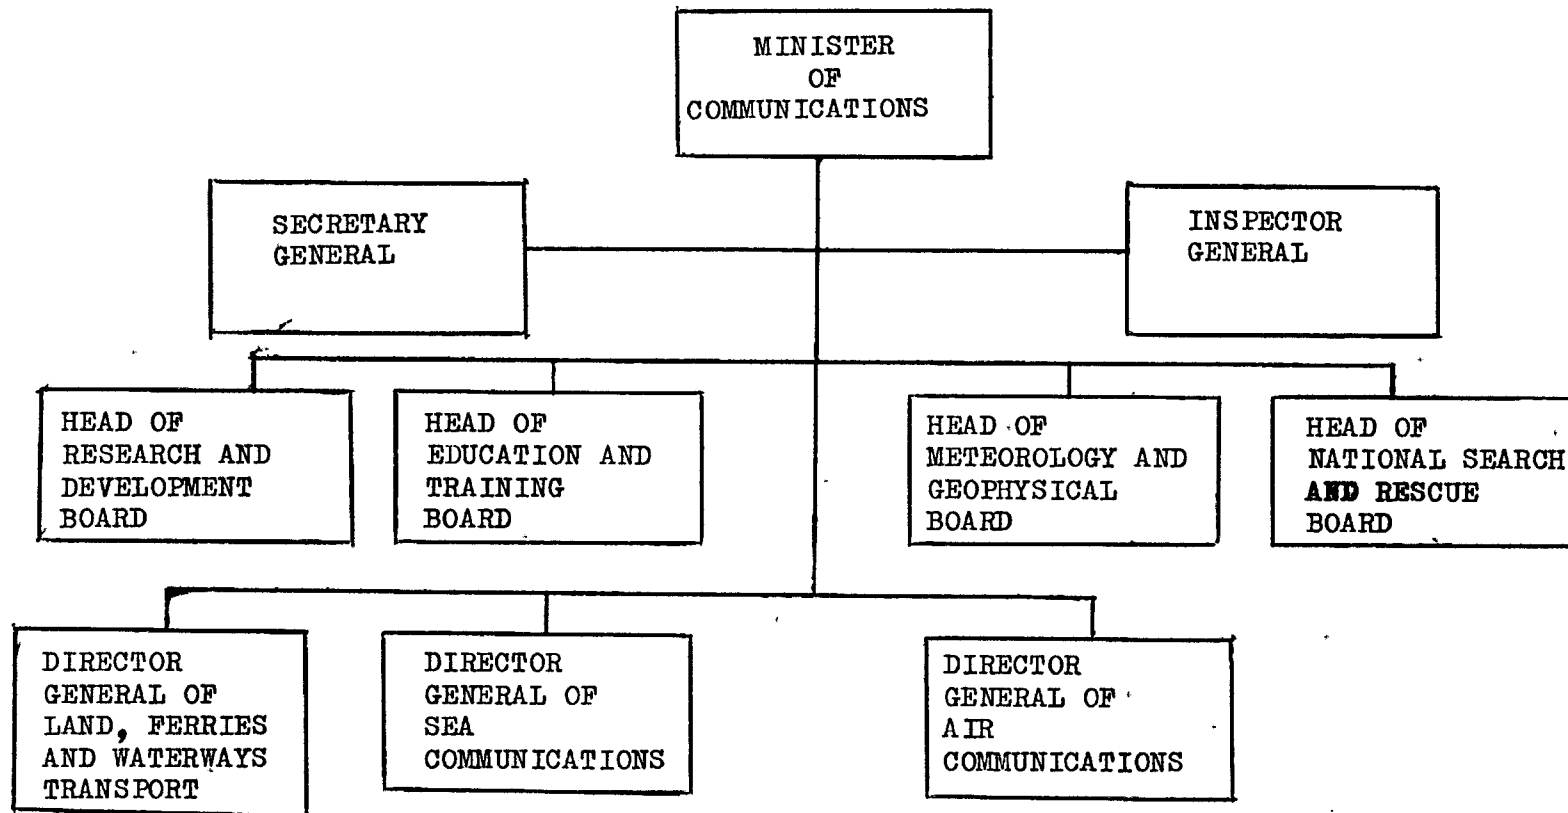 MINISTER
OF
COMMUNICATIONS
SECRETARY
GENERAL
INSPECTOR
GENERAL
HEAD OF
RESEARCH AND
DEVELOPMENT
BOARD
HEAD OF
EDUCATION AND
TRAINING
BOARD
HEAD OF
METEOROLOGY AND
GEOPHYSICAL
BOARD
HEAD OF
NATIONAL SEARCH
AND RESCUE
BOARD
DIRECTOR
GENERAL OF
LAND, FERRIES
AND WATERWAYS
TRANSPORT
DIRECTOR
GENERAL OF
SEA
COMMUNICATIONS
DIRECTOR
GENERAL OF
AIR
COMMUNICATIONS